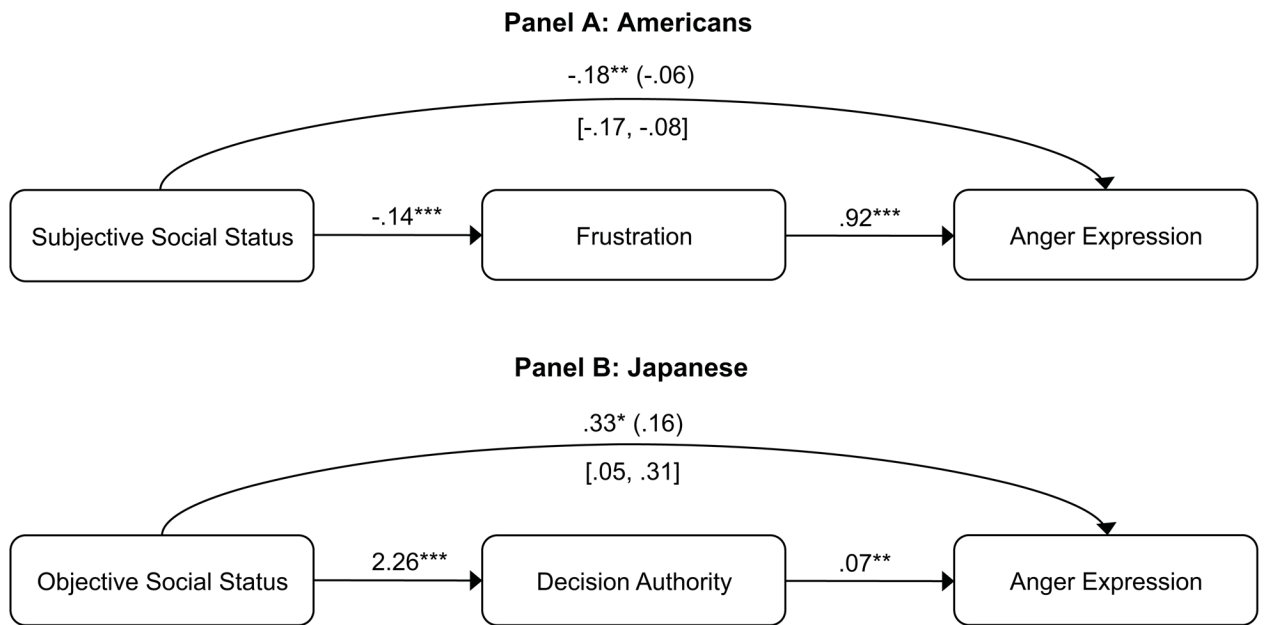 Panel A: Americans
-.18** (-.06)
[-.17, -.08]
Subjective Social Status
-.14***
Frustration
.92***
Anger Expression
Panel B: Japanese
.33* (.16)
[.05, .31]
Objective Social Status
2.26***
Decision Authority
.07**
Anger Expression